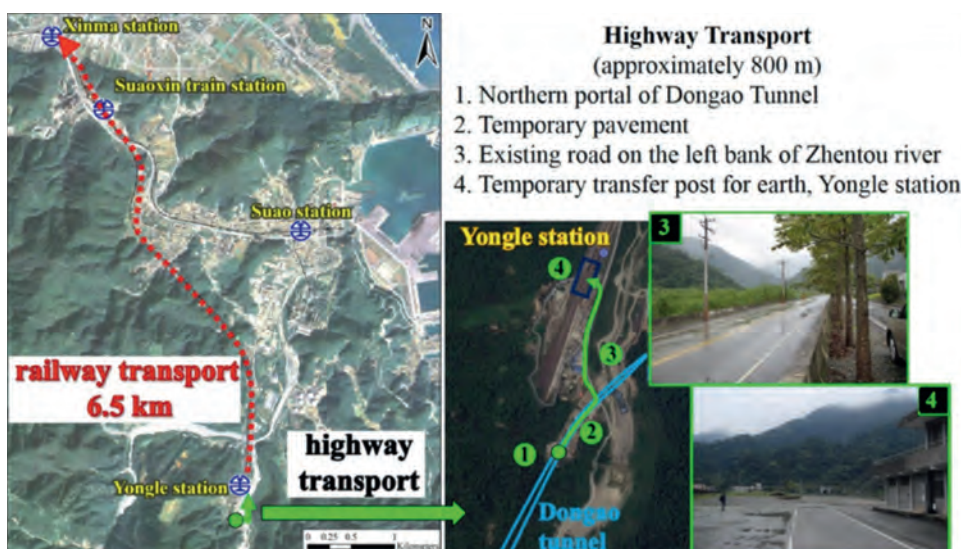 Xinma station
N
Suaoxin train station
Suao station
railway transport
6.5 km
highway
transport
Yongle station
0 0.25 0.5 1
Kilometers
Highway Transport
(approximately 800 m)
1. Northern portal of Dongao Tunnel
2. Temporary pavement
3. Existing road on the left bank of Zhentou river
4. Temporary transfer post for earth, Yongle station
Yongle station
4
3
2
1
Dongao
tunnel
3
4